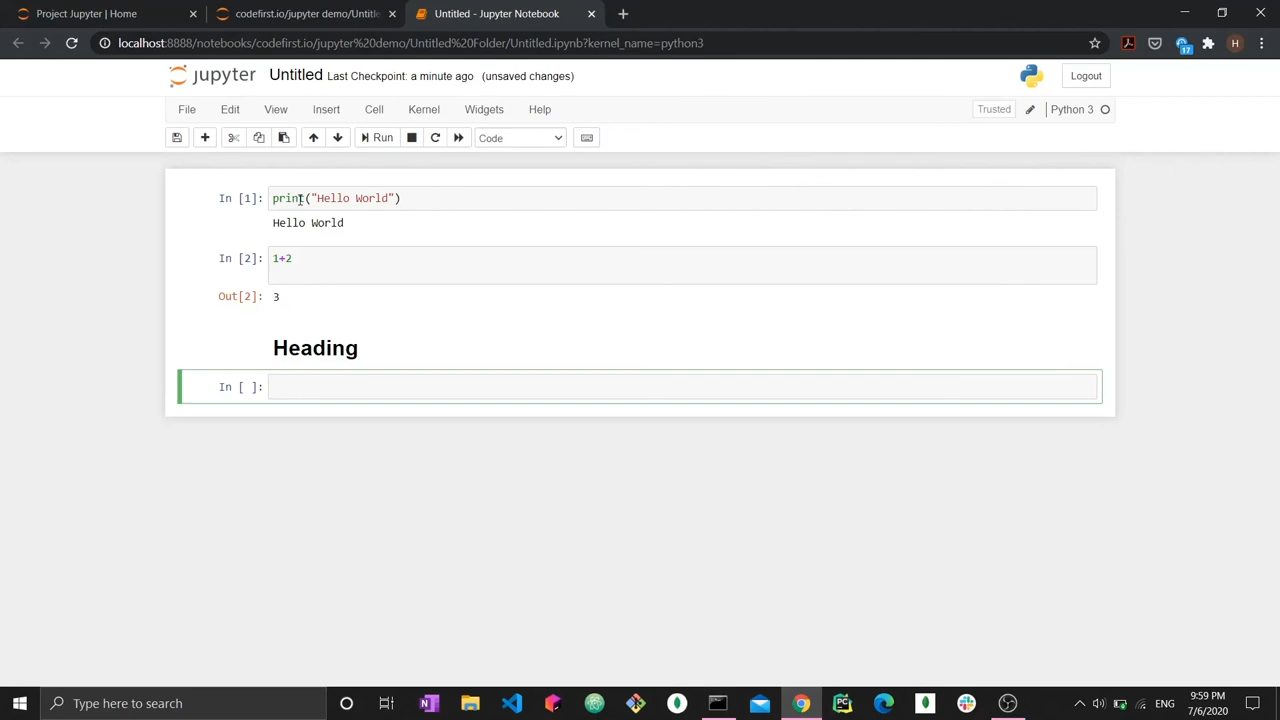 Project Jupyter | Home
codefirst.io/jupyter demo/Untitl
Untitled - Jupyter Notebook
localhost:8888/notebooks/codefirst.io/jupyter%20demo/Untitled%20Folder/Untitled.ipynb?kernel_name=python3
17
H
jupyter Untitled Last Checkpoint: a minute ago (unsaved changes)
Logout
File Edit View Insert Cell Kernel Widgets Help
Trusted
Python 3
Run
Code
In [1]: print("Hello World")
Hello World
In [2]: 1+2
Out[2]: 3
Heading
In [ ]:
Type here to search
PC
ENG
9:59 PM
7/6/2020